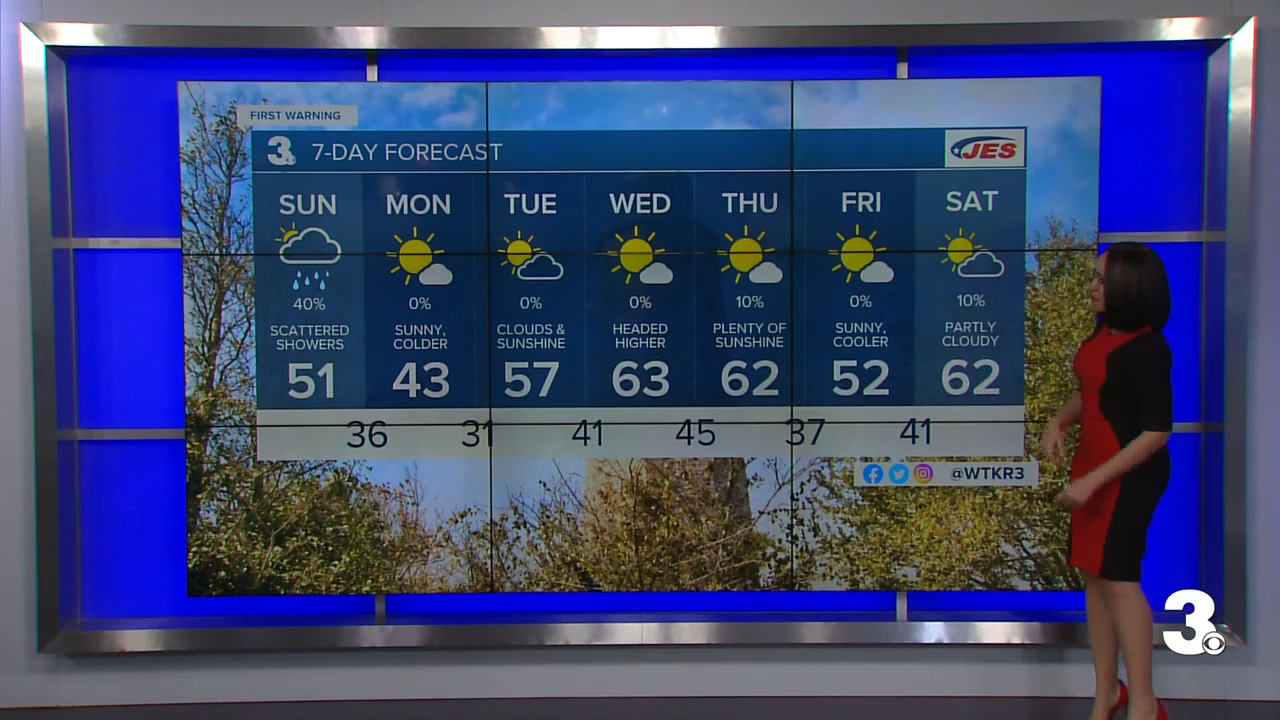 FIRST WARNING
3 7-DAY FORECAST
JES
SUN MON TUE WED THU FRI SAT
40% 0% 0% 0% 10% 0% 10%
SCATTERED SUNNY, CLOUDS & HEADED PLENTY OF SUNNY, PARTLY
SHOWERS COLDER SUNSHINE HIGHER SUNSHINE COOLER CLOUDY
51 43 57 63 62 52 62
36 31 41 45 37 41
@WTKR3
3